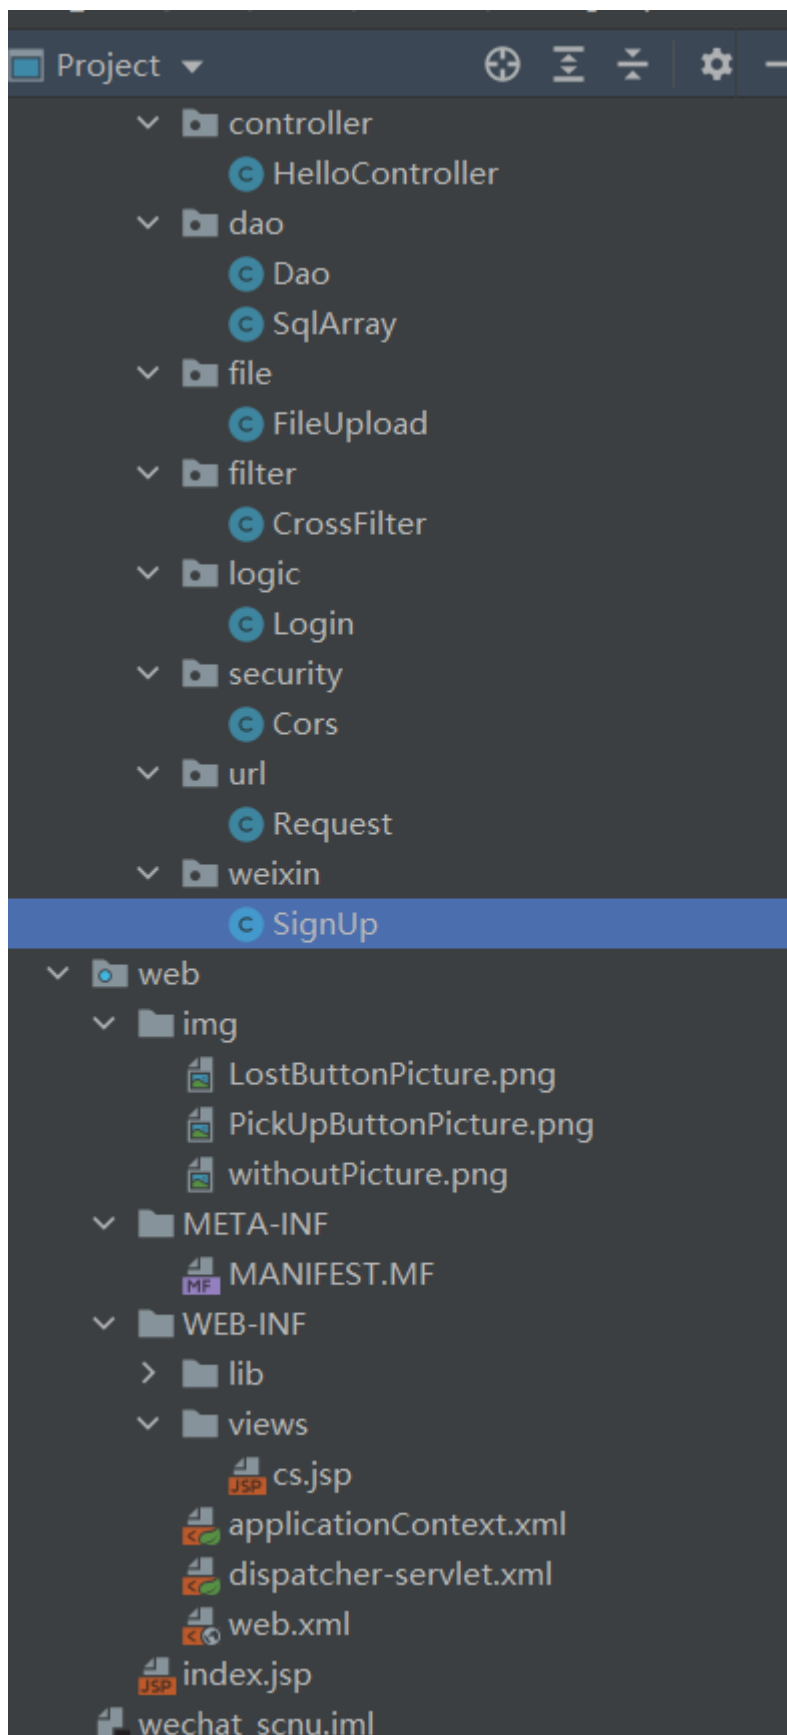 Project
controller
HelloController
dao
Dao
SqlArray
file
FileUpload
filter
CrossFilter
logic
Login
security
Cors
url
Request
weixin
SignUp
web
img
LostButtonPicture.png
PickUpButtonPicture.png
withoutPicture.png
META-INF
MANIFEST.MF
WEB-INF
lib
views
cs.jsp
applicationContext.xml
dispatcher-servlet.xml
web.xml
index.jsp
wechat_scnu.iml